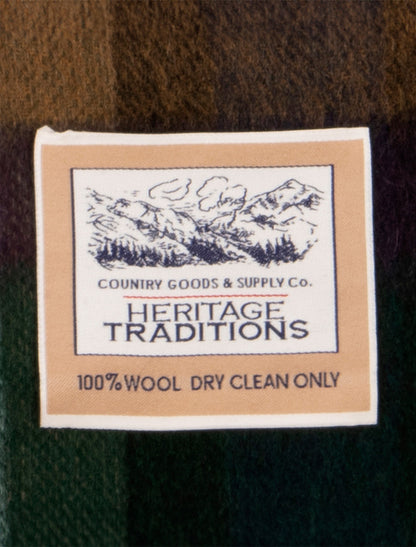 COUNTRY GOODS & SUPPLY CO.
HERITAGE
TRADITIONS
100% WOOL DRY CLEAN ONLY